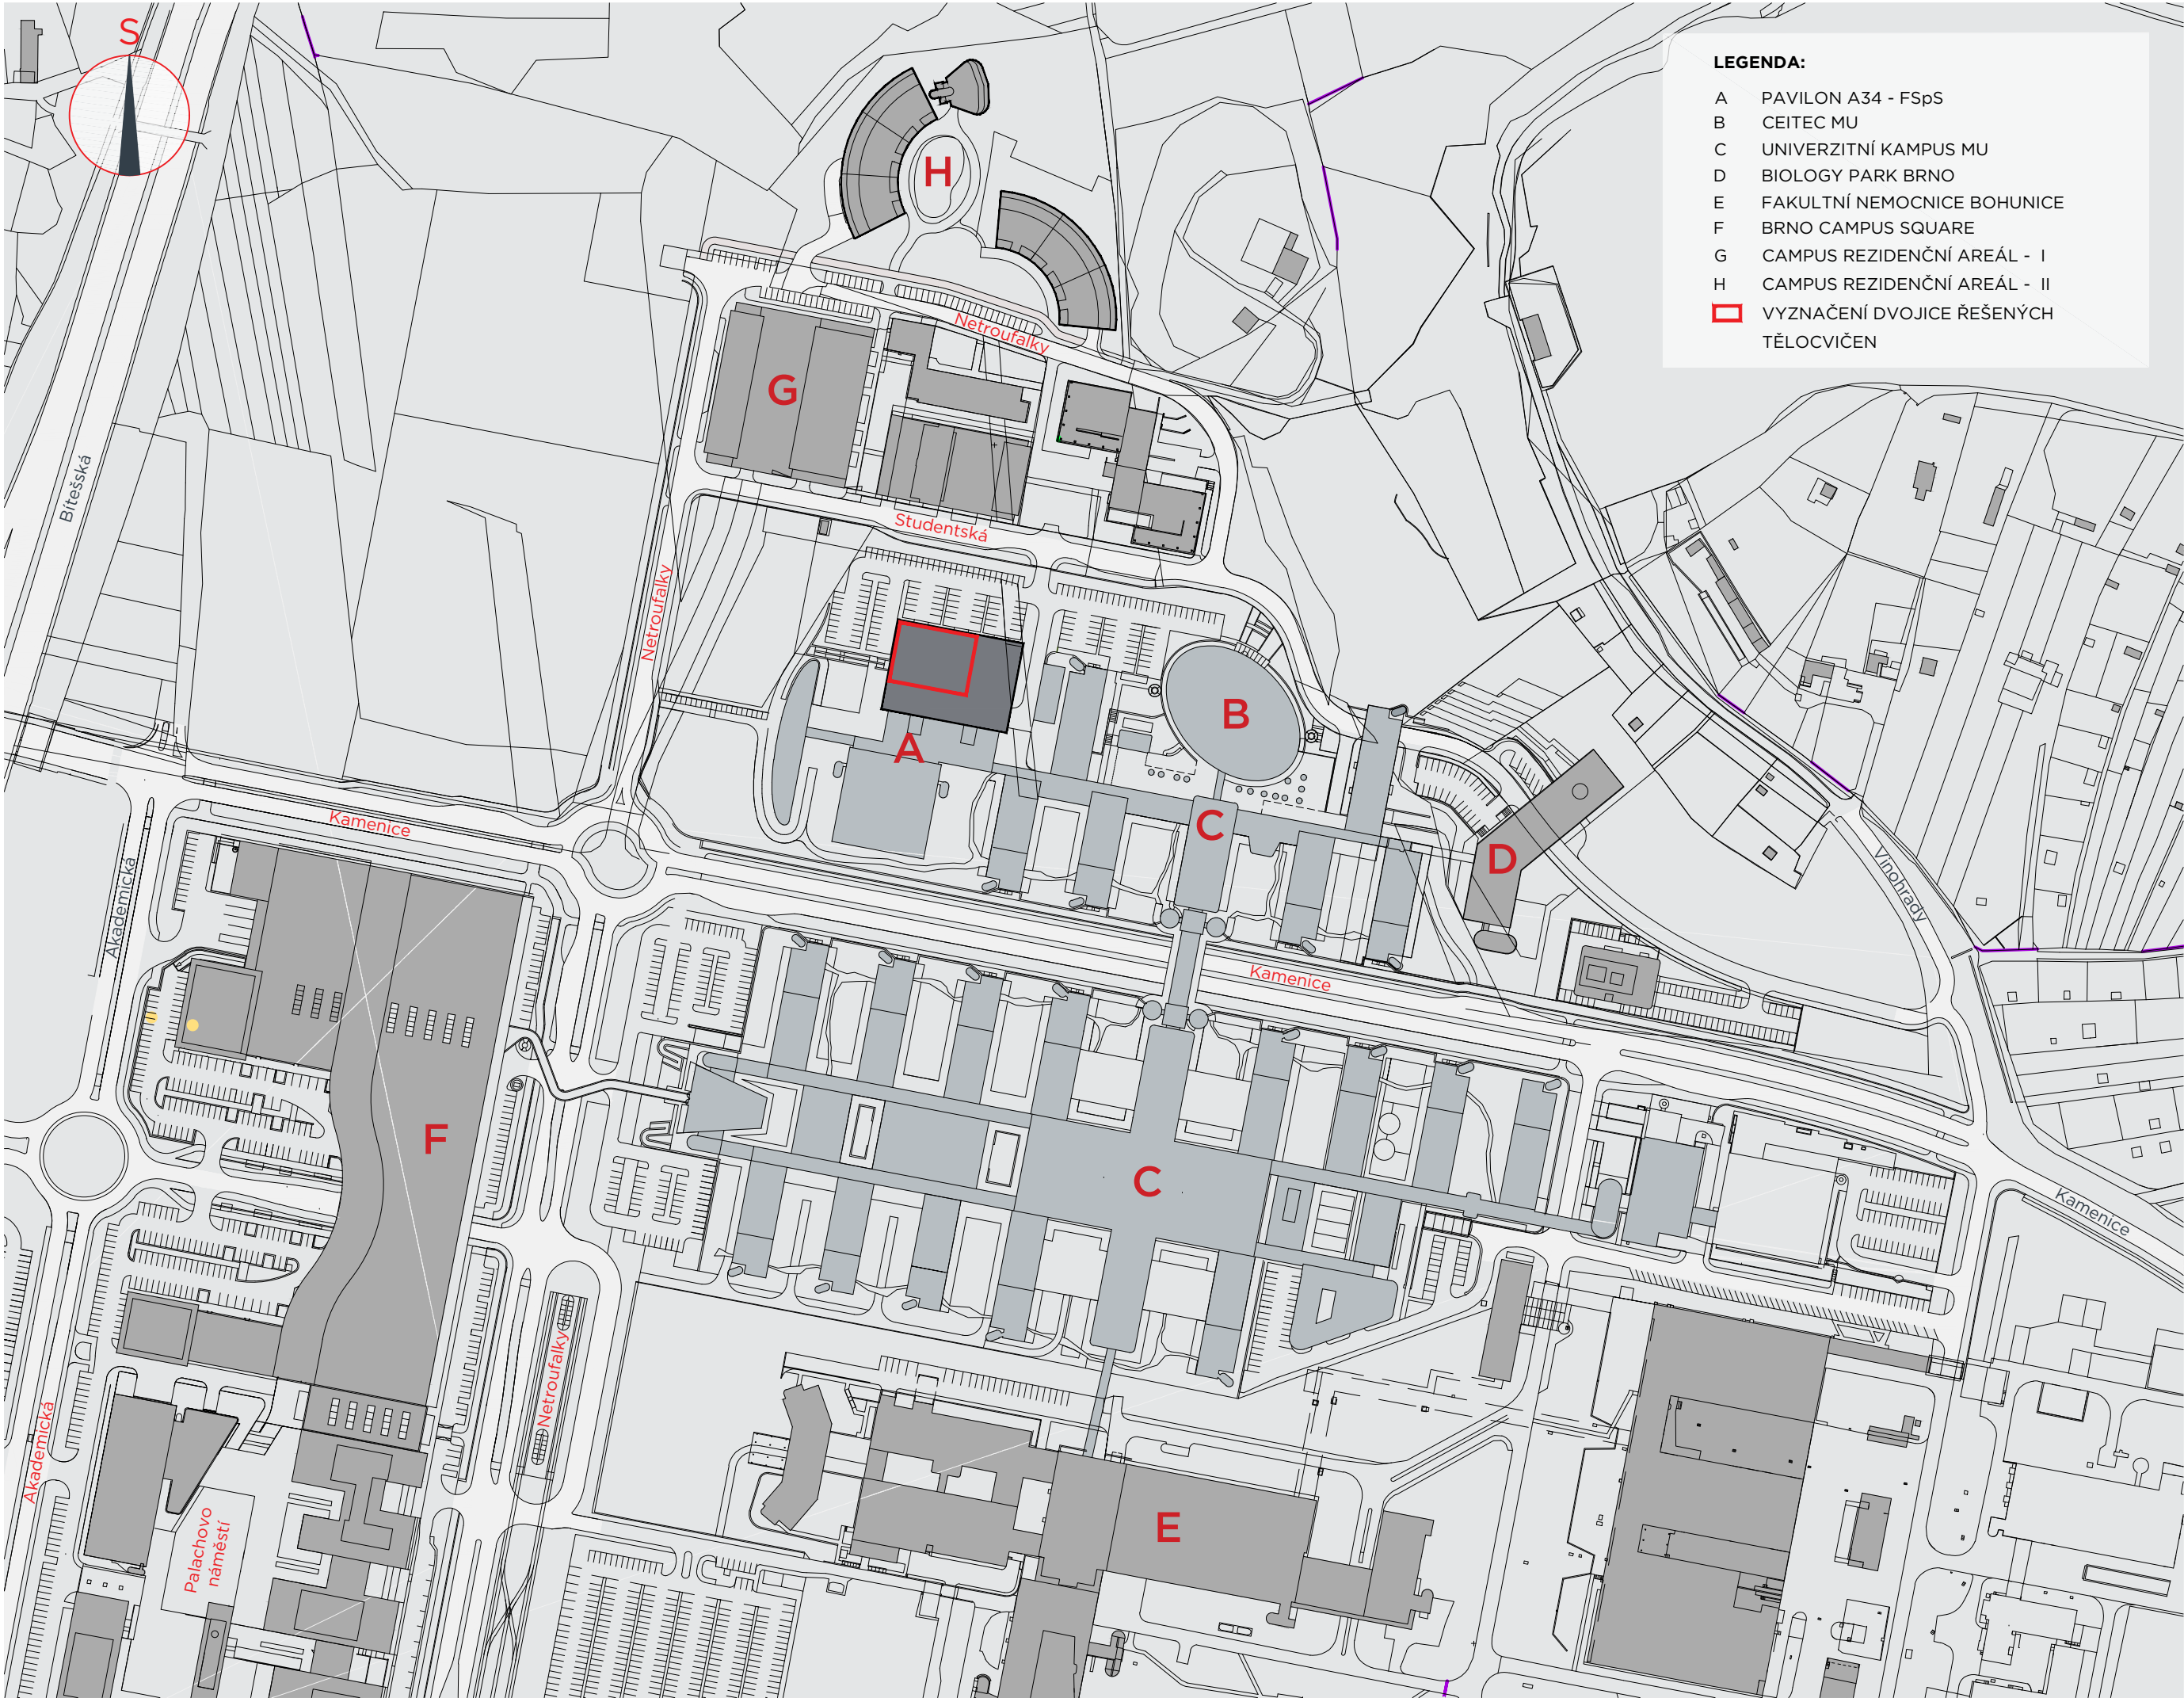 S
LEGENDA:
A PAVILON A34 - FSpS
B CEITEC MU
C UNIVERZITNÍ KAMPUS MU
D BIOLOGY PARK BRNO
E FAKULTNÍ NEMOCNICE BOHUNICE
F BRNO CAMPUS SQUARE
G CAMPUS REZIDENČNÍ AREÁL - I
H CAMPUS REZIDENČNÍ AREÁL - II
VYZNAČENÍ DVOJICE ŘEŠENÝCH
TĚLOCVIČEN
H
Netroufalky
G
Bítešská
Studentská
Netroufalky
B
A
Kamenice
C
D
Akademická
Vinohrady
Kamenice
F
C
Kamenice
Netroufalky
Akademická
Palachovo
náměstí
E